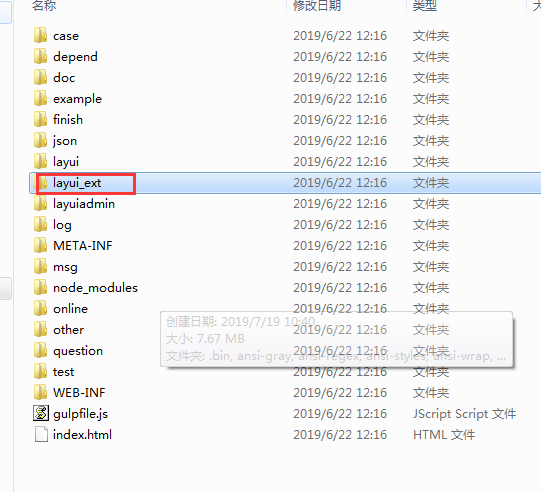 名称 修改日期 类型
case 2019/6/22 12:16 文件夹
depend 2019/6/22 12:16 文件夹
doc 2019/6/22 12:16 文件夹
example 2019/6/22 12:16 文件夹
finish 2019/6/22 12:16 文件夹
json 2019/6/22 12:16 文件夹
layui 2019/6/22 12:16 文件夹
layui_ext 2019/6/22 12:16 文件夹
layuiadmin 2019/6/22 12:16 文件夹
log 2019/6/22 12:16 文件夹
META-INF 2019/6/22 12:16 文件夹
msg 2019/6/22 12:16 文件夹
node_modules 2019/6/22 12:16 文件夹
online 2019/6/22 12:16 文件夹
创建日期: 2019/7/19 10:40
other 2019/6/22 12:16 文件夹
大小: 7.67 MB
question 2019/6/22 12:16 文件夹
文件夹: .bin, ansi-gray, ansi-regex, ansi-styles, ansi-wrap, ...
test 2019/6/22 12:16 文件夹
WEB-INF 2019/6/22 12:16 文件夹
gulpfile.js 2019/6/22 12:16 JScript Script 文件
index.html 2019/6/22 12:16 HTML 文件